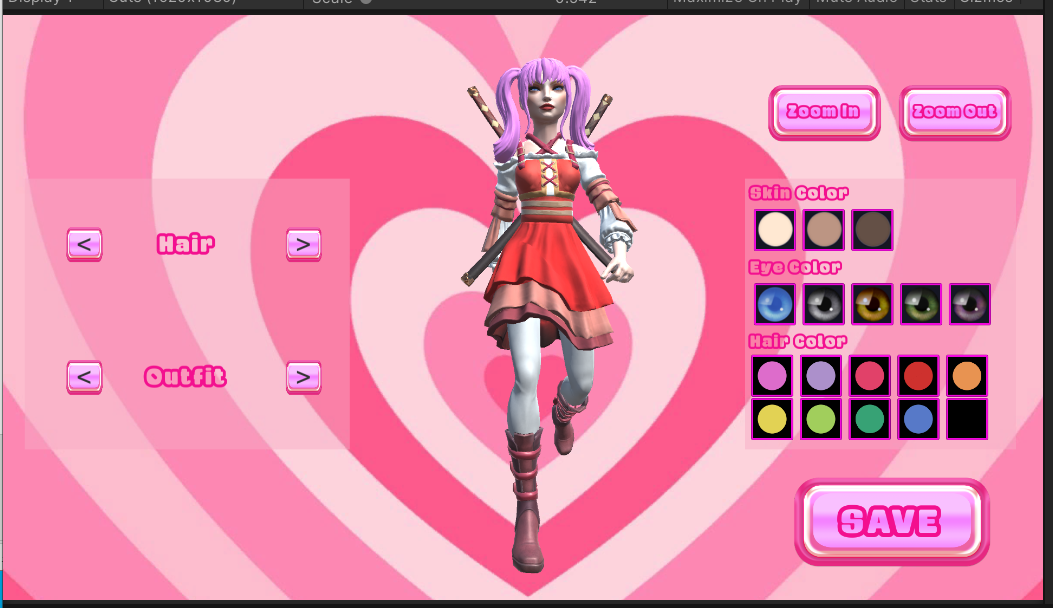 Zoom In
Zoom Out
Skin Color
< Hair >
Eye Color
Hair Color
< Outfit >
SAVE